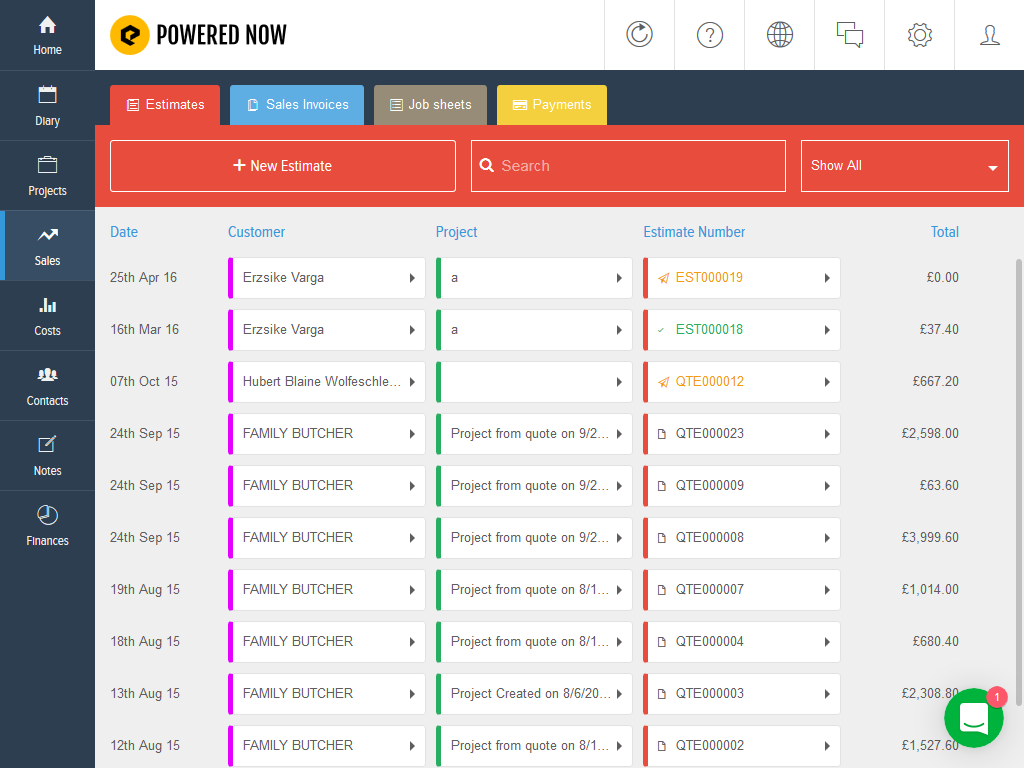 POWERED NOW
Home
Diary
Projects
Sales
Costs
Contacts
Notes
Finances
Estimates Sales Invoices Job sheets Payments
New Estimate Search Show All
Date Customer Project Estimate Number Total
25th Apr 16 Erzsike Varga a EST000019 £0.00
16th Mar 16 Erzsike Varga a EST000018 £37.40
07th Oct 15 Hubert Blaine Wolfeschle... QTE000012 £667.20
24th Sep 15 FAMILY BUTCHER Project from quote on 9/2... QTE000023 £2,598.00
24th Sep 15 FAMILY BUTCHER Project from quote on 9/2... QTE000009 £63.60
24th Sep 15 FAMILY BUTCHER Project from quote on 9/2... QTE000008 £3,999.60
19th Aug 15 FAMILY BUTCHER Project from quote on 8/1... QTE000007 £1,014.00
18th Aug 15 FAMILY BUTCHER Project from quote on 8/1... QTE000004 £680.40
13th Aug 15 FAMILY BUTCHER Project Created on 8/6/20... QTE000003 £2,308.80
12th Aug 15 FAMILY BUTCHER Project from quote on 8/1... QTE000002 £1,527.60
1